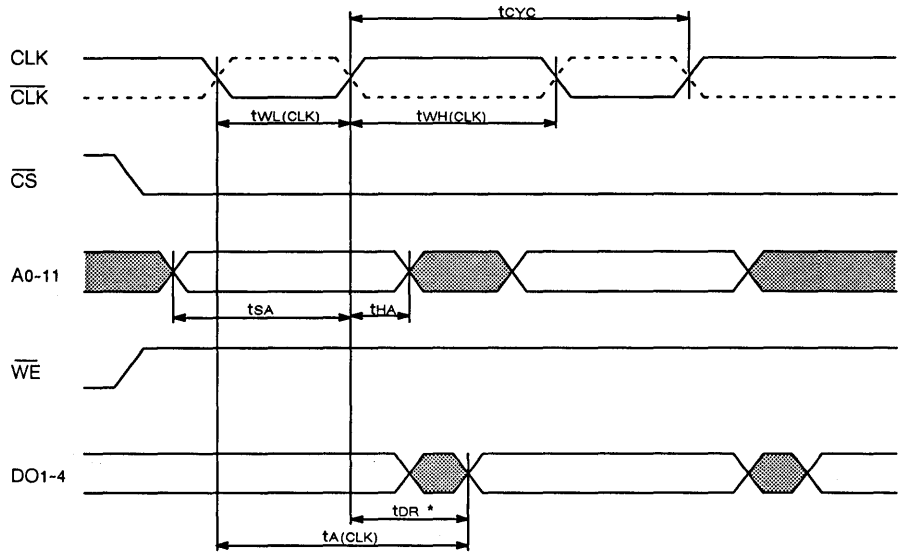 tCYC
CLK
CLK
tWL(CLK) tWH(CLK)
CS
A0-11
tSA tHA
WE
DO1~4
tDR *
tA(CLK)